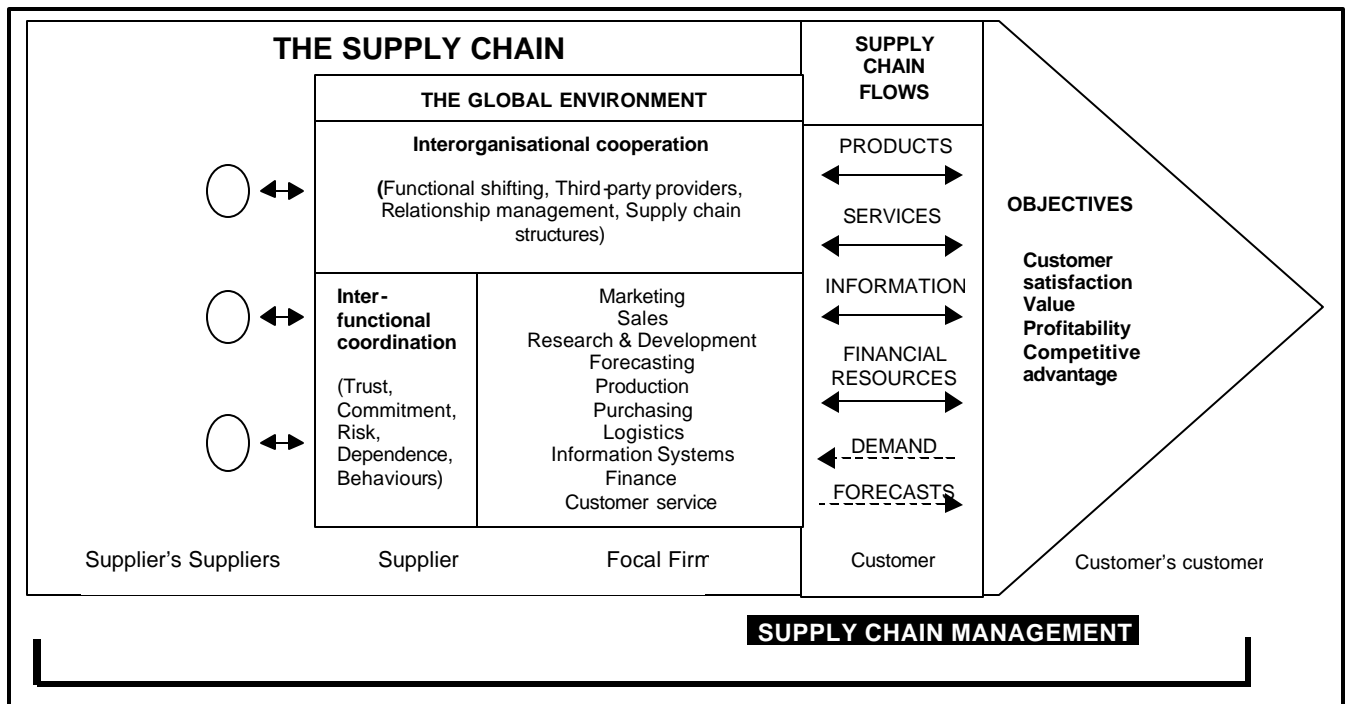 THE SUPPLY CHAIN
SUPPLY
CHAIN
FLOWS
THE GLOBAL ENVIRONMENT
Interorganisational cooperation
(Functional shifting, Third-party providers,
Relationship management, Supply chain
structures)
Inter-
functional
coordination
(Trust,
Commitment,
Risk,
Dependence,
Behaviours)
Marketing
Sales
Research & Development
Forecasting
Production
Purchasing
Logistics
Information Systems
Finance
Customer service
PRODUCTS
SERVICES
INFORMATION
FINANCIAL
RESOURCES
DEMAND
FORECASTS
OBJECTIVES
Customer
satisfaction
Value
Profitability
Competitive
advantage
Supplier's Suppliers
Supplier
Focal Firm
Customer
Customer's customer
SUPPLY CHAIN MANAGEMENT